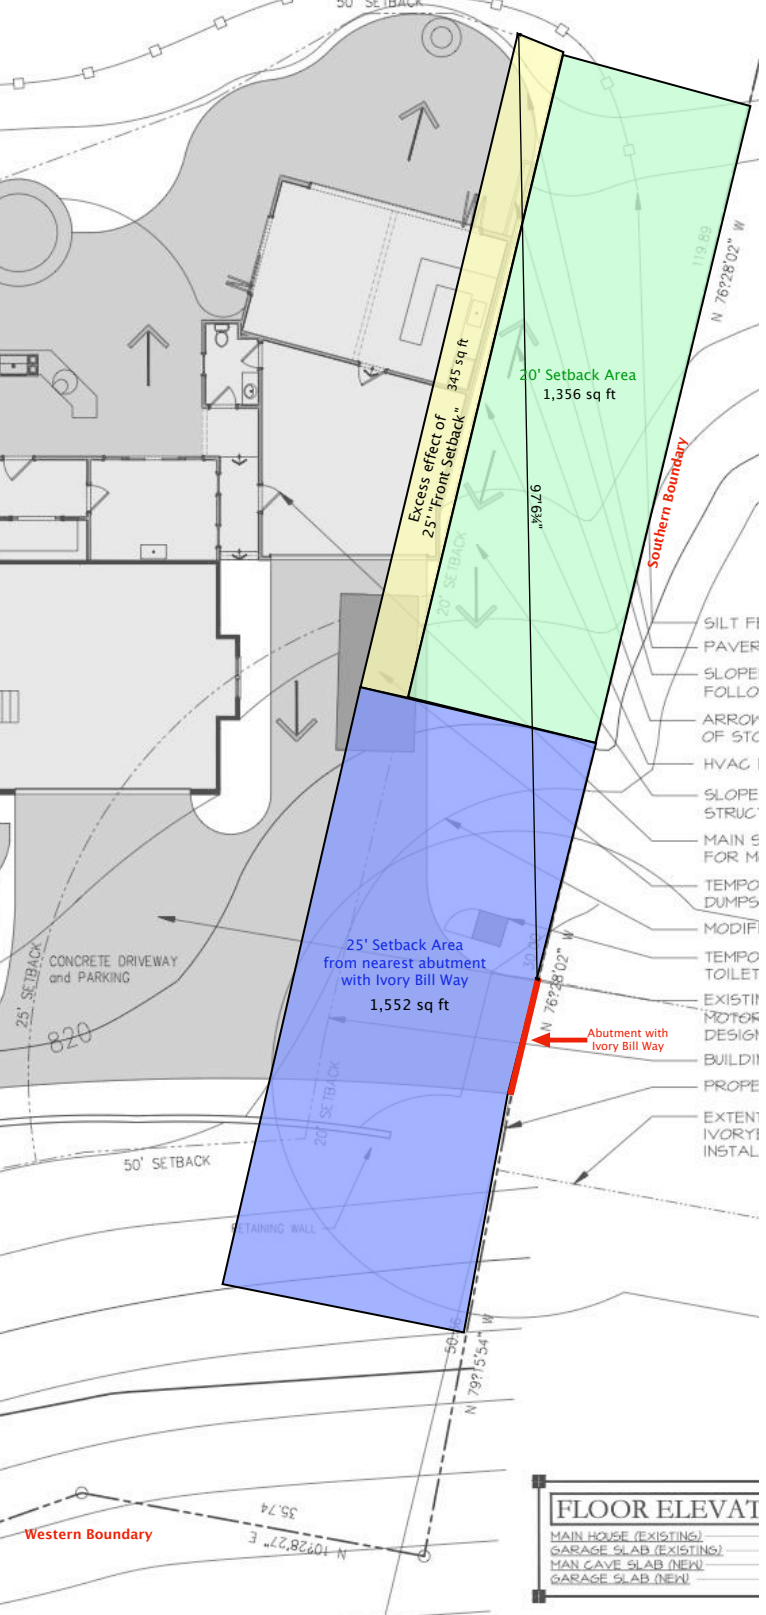 50' SETBACK
119.89
N 76?28'02" W
20' Setback Area
1,356 sq ft
345 sq ft
Excess effect of
25' "Front Setback"
97'6¾"
Southern Boundary
20' SETBACK
SILT FE
PAVER
SLOPE
FOLLO
ARROW
OF STO
HVAC
SLOPE
STRUCT
MAIN S
FOR M
TEMPO
DUMPS
MODIFI
TEMPO
TOILET
EXISTIN
MOTOR
DESIGN
BUILDIN
PROPE
EXTENT
IVORYB
INSTAL
25' Setback Area
from nearest abutment
with Ivory Bill Way
1,552 sq ft
30.00
N 76?28'02" W
Abutment with
Ivory Bill Way
25' SETBACK
CONCRETE DRIVEWAY
and PARKING
820
20' SETBACK
50' SETBACK
RETAINING WALL
N 79?15'54" W
35.74
N 10?28'27" E
Western Boundary
FLOOR ELEVAT
MAIN HOUSE (EXISTING)
GARAGE SLAB (EXISTING)
MAN CAVE SLAB (NEW)
GARAGE SLAB (NEW)